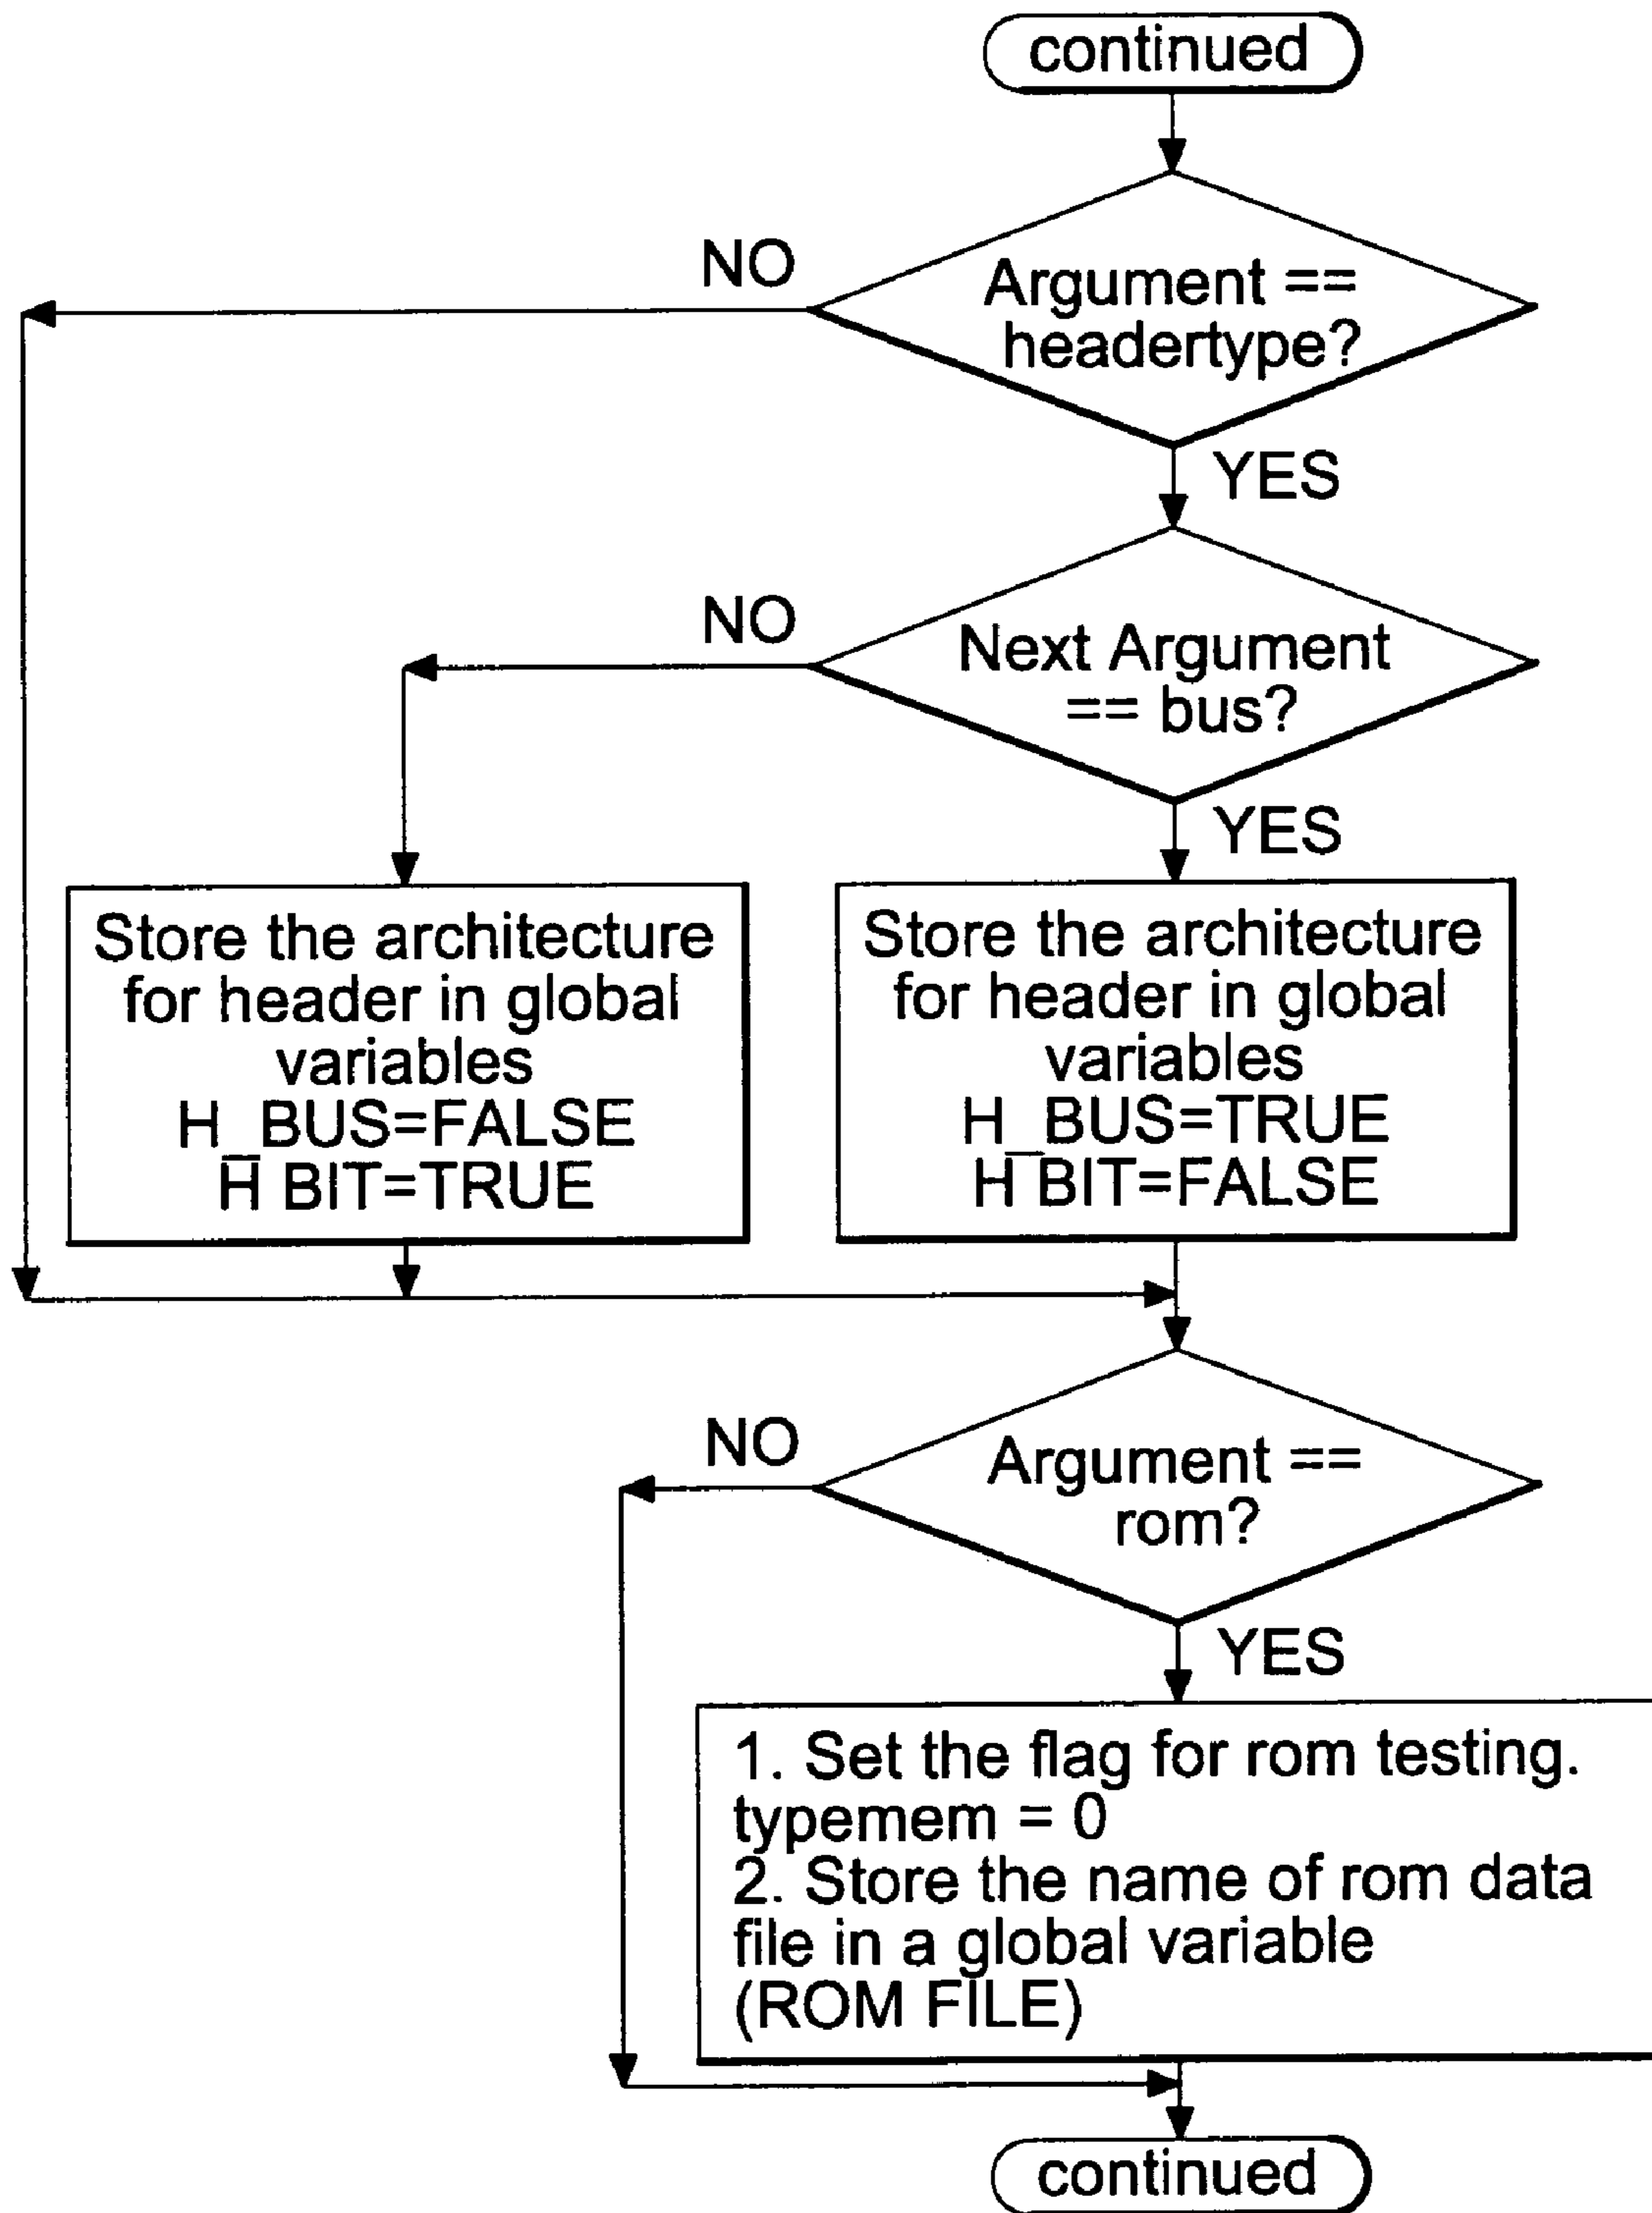 continued
NO
Argument ==
headertype?
YES
NO
Next Argument
== bus?
YES
Store the architecture
for header in global
variables
H_BUS=FALSE
H BIT=TRUE
Store the architecture
for header in global
variables
H_BUS=TRUE
H BIT=FALSE
NO
Argument ==
rom?
YES
1. Set the flag for rom testing.
typemem = 0
2. Store the name of rom data
file in a global variable
(ROM FILE)
continued